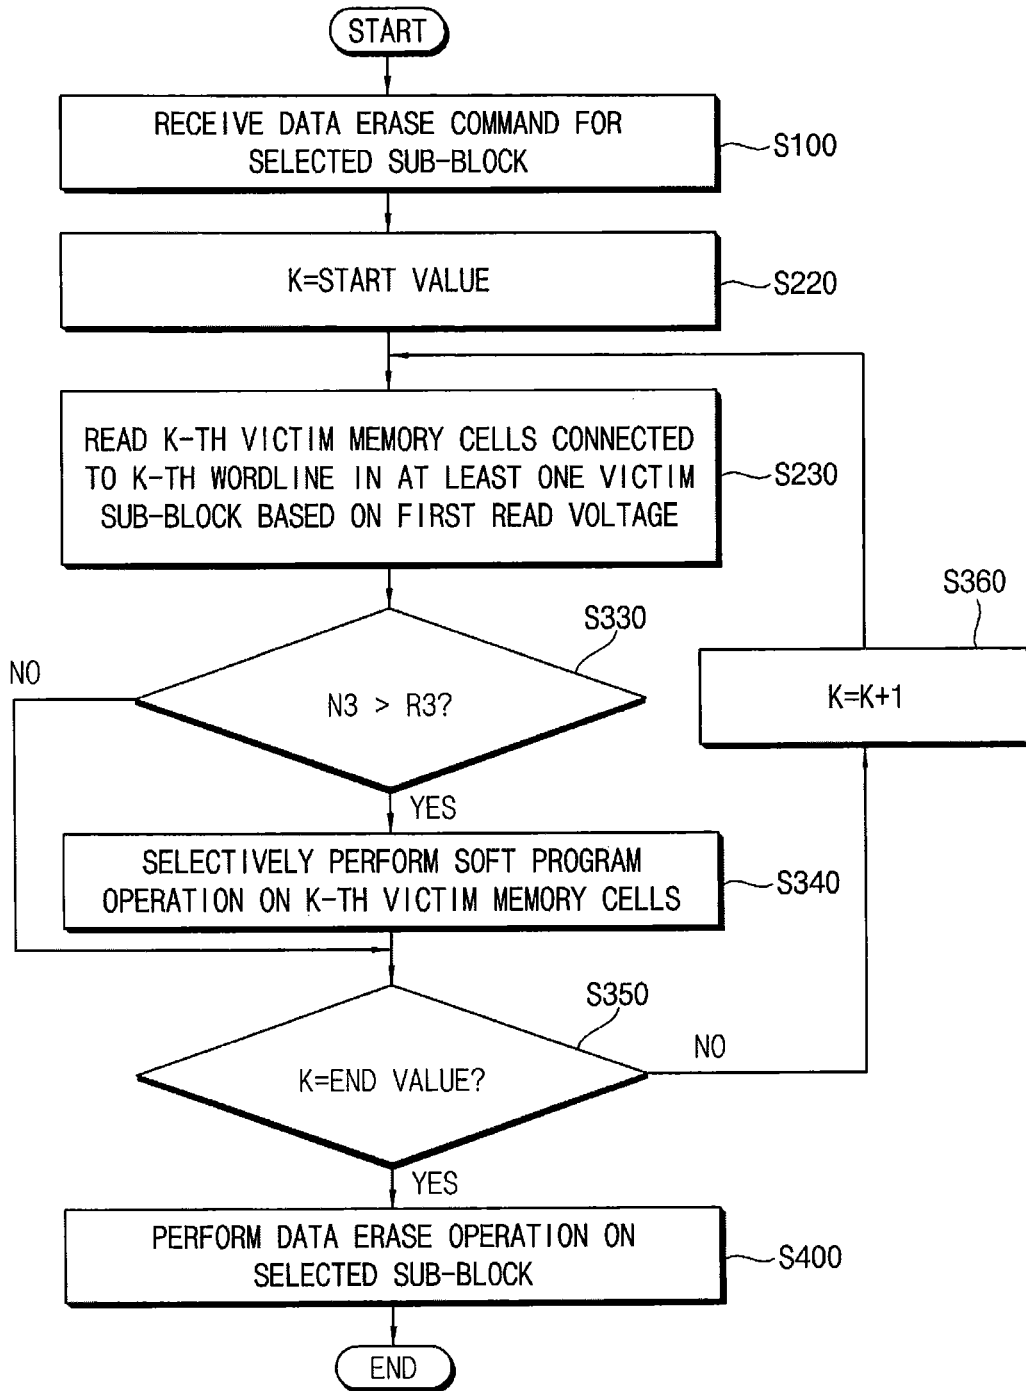 START
RECEIVE DATA ERASE COMMAND FOR
SELECTED SUB-BLOCK
S100
K=START VALUE
S220
READ K-TH VICTIM MEMORY CELLS CONNECTED
TO K-TH WORDLINE IN AT LEAST ONE VICTIM
SUB-BLOCK BASED ON FIRST READ VOLTAGE
S230
S330
NO
N3 > R3?
YES
S360
K=K+1
SELECTIVELY PERFORM SOFT PROGRAM
OPERATION ON K-TH VICTIM MEMORY CELLS
S340
S350
K=END VALUE?
NO
YES
PERFORM DATA ERASE OPERATION ON
SELECTED SUB-BLOCK
S400
END